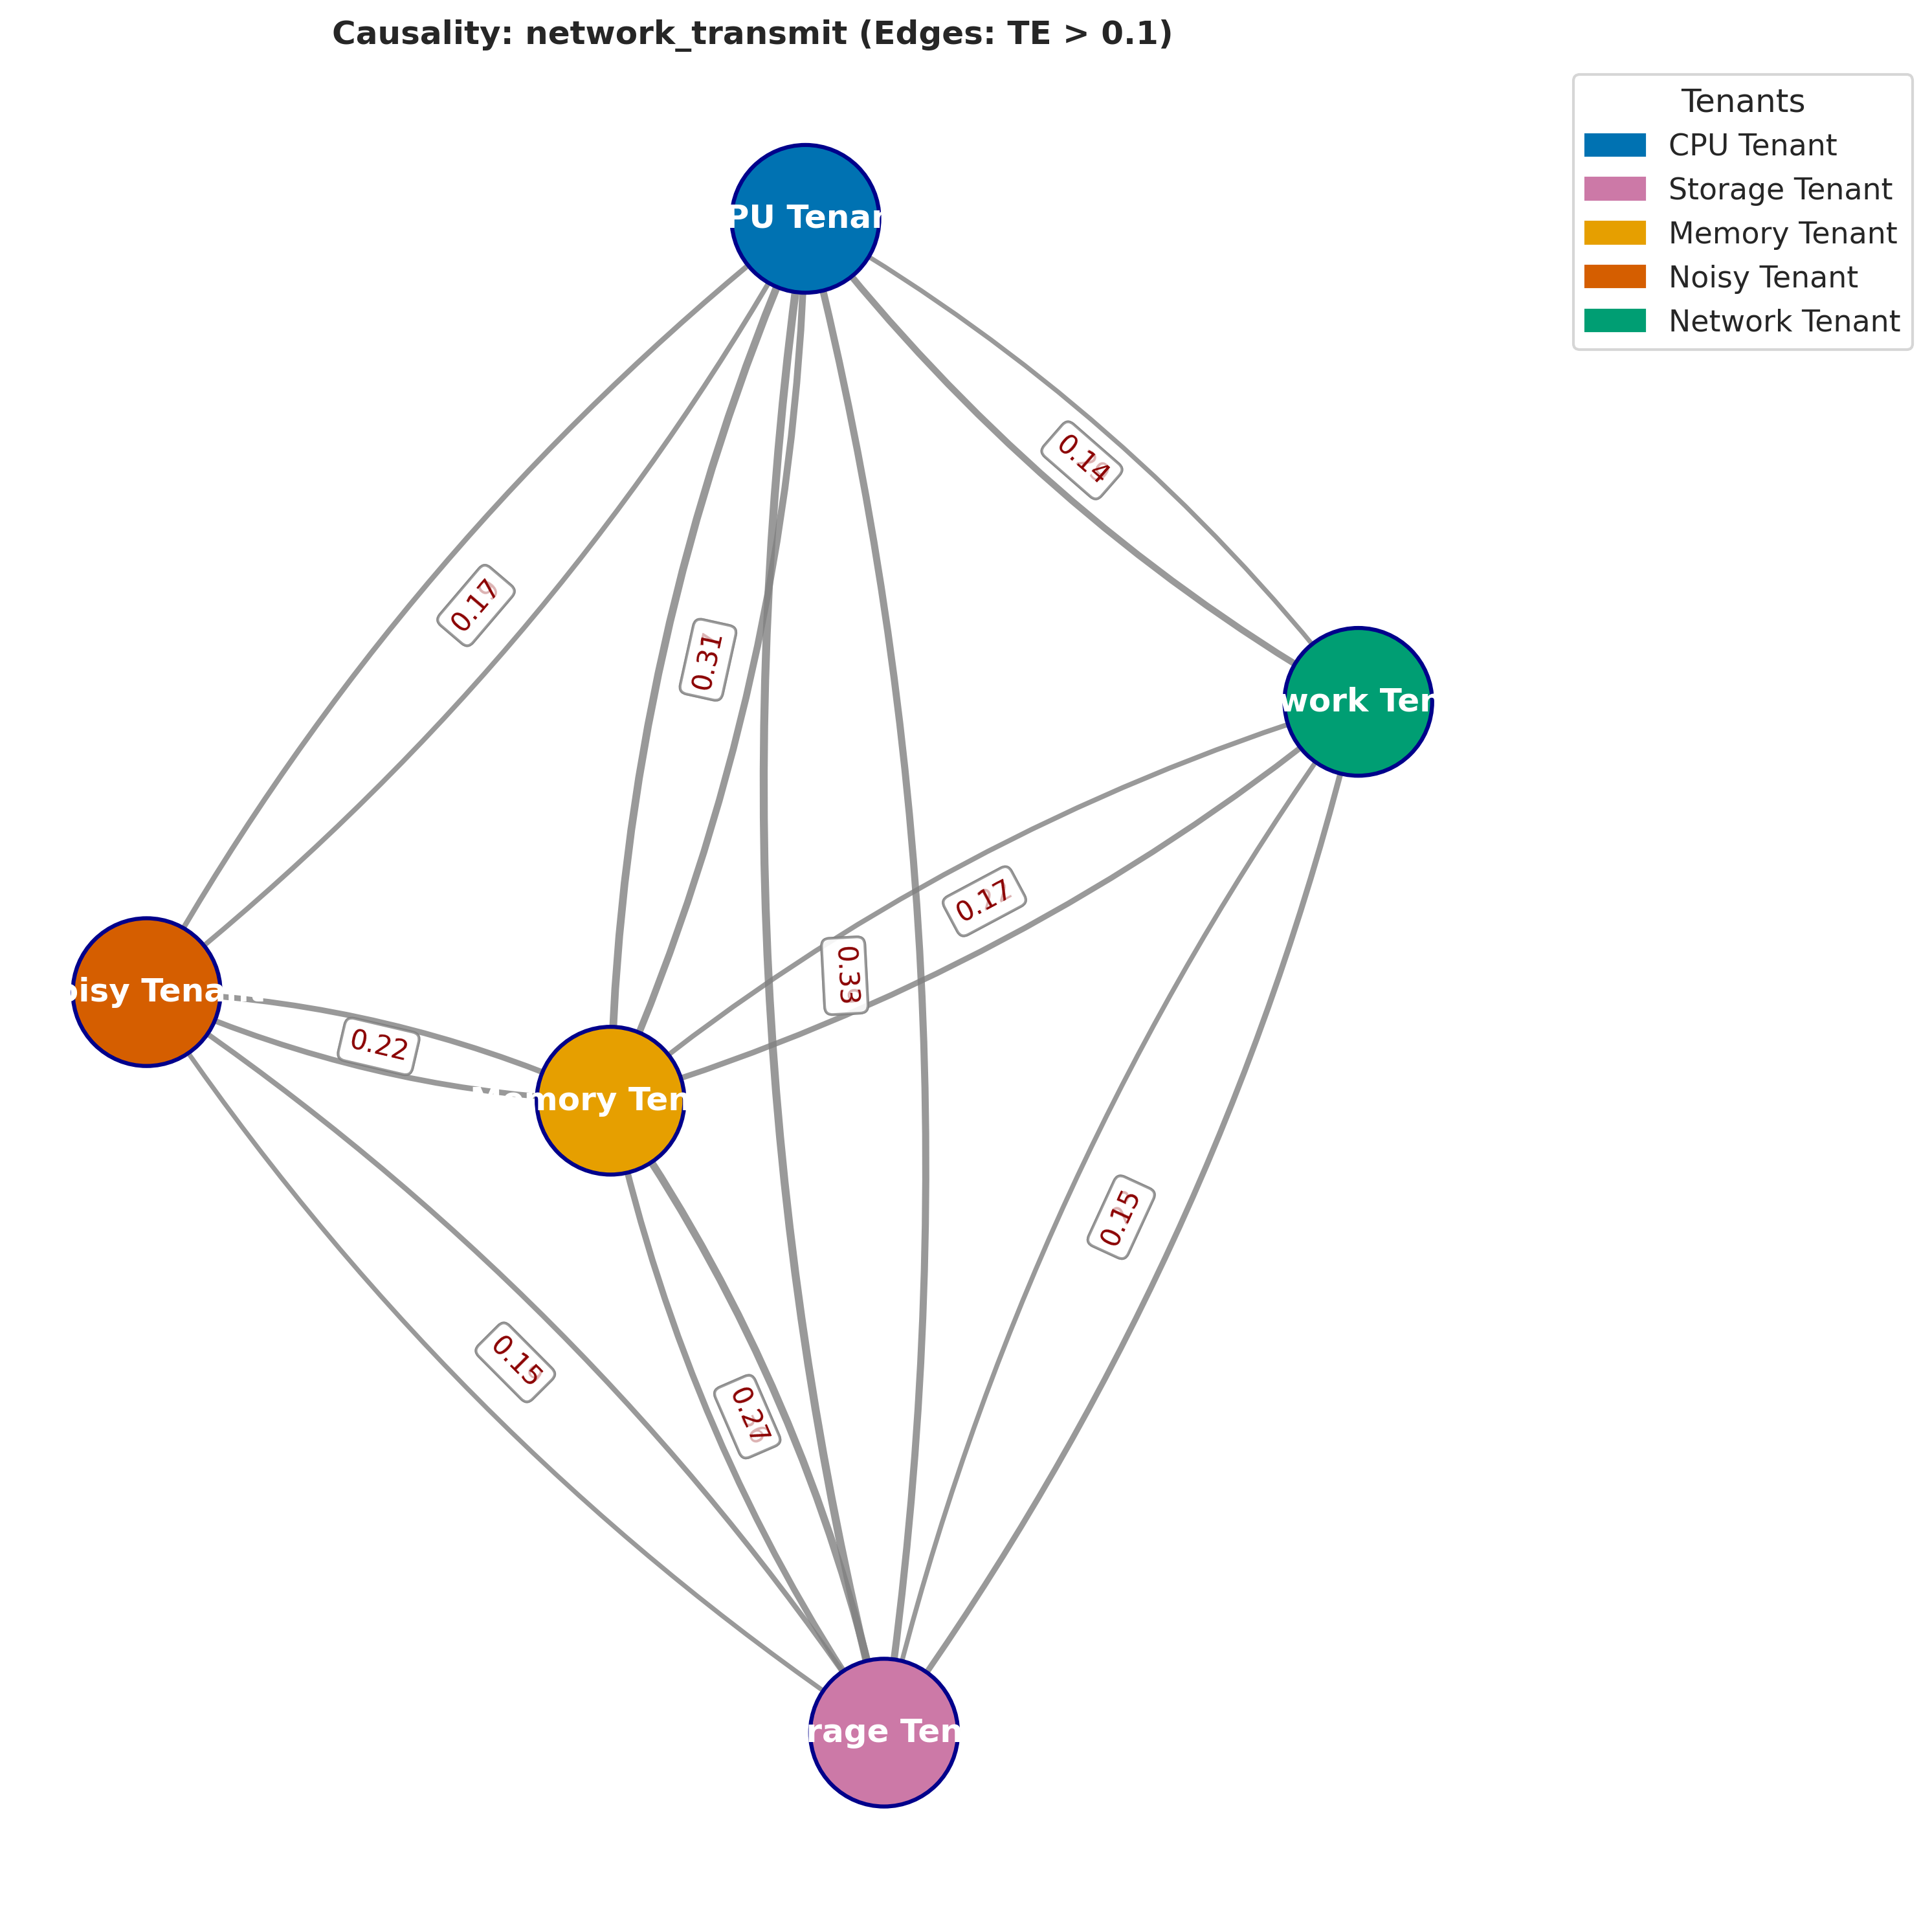 Causality: network_transmit (Edges: TE > 0.1)
Tenants
CPU Tenant
Storage Tenant
Memory Tenant
Noisy Tenant
Network Tenant
PU Tenan
0.14
0.17
0.31
work Ten
0.17
0.33
oisy Tena
0.22
emory Ten
0.15
0.15
0.27
rage Ten